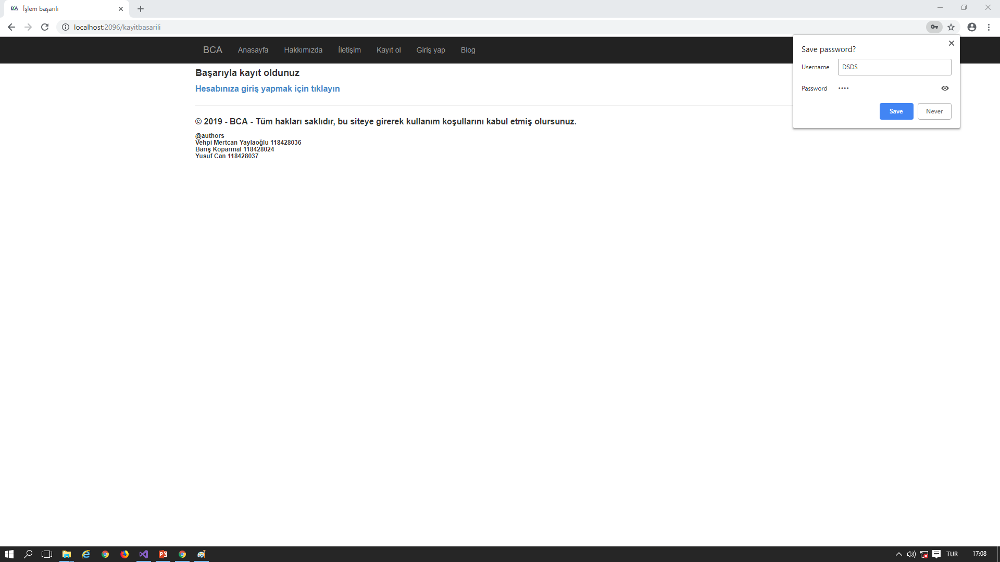 BCA İşlem başarılı
localhost:2096/kayitbasarili
BCA Anasayfa Hakkımızda İletişim Kayıt ol Giriş yap Blog
Save password?
Username DSDS
Password ••••
Save Never
Başarıyla kayıt oldunuz
Hesabınıza giriş yapmak için tıklayın
© 2019 - BCA - Tüm hakları saklıdır, bu siteye girerek kullanım koşullarını kabul etmiş olursunuz.
@authors
Vehpi Mertcan Yaylaoğlu 118428036
Barış Koparmal 118428024
Yusuf Can 118428037
TUR 17:08